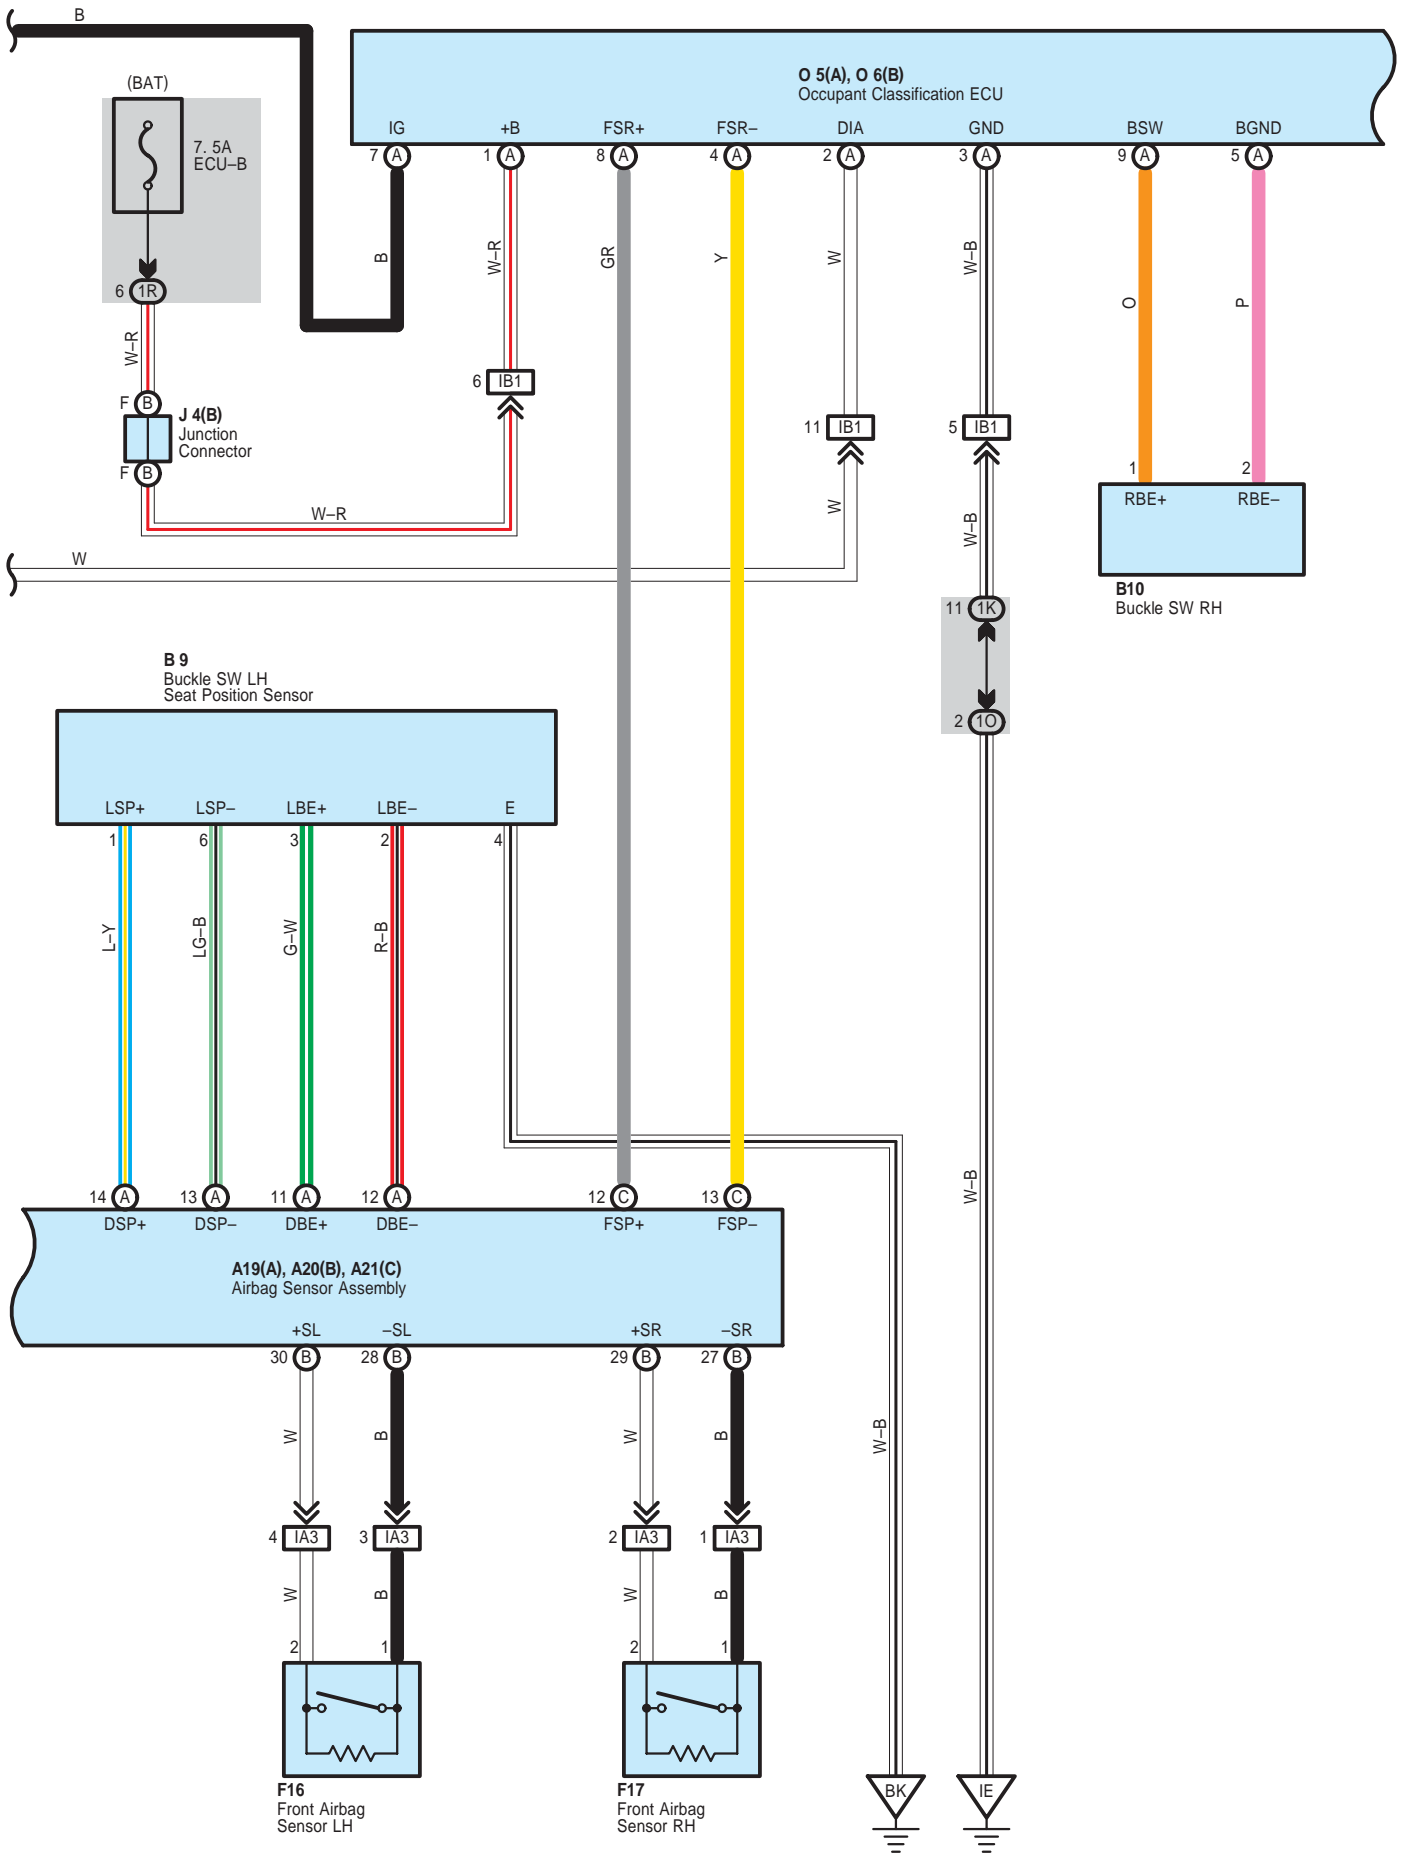 B
(BAT)
7. 5A
ECU–B
6 1R
W–R
F B
J 4(B)
Junction
Connector
F B
W–R
W
O 5(A), O 6(B)
Occupant Classification ECU
IG +B FSR+ FSR– DIA GND BSW BGND
7 A 1 A 8 A 4 A 2 A 3 A 9 A 5 A
B W–R GR Y W W–B O P
6 IB1
11 IB1 5 IB1
W W–B
1 2
RBE+ RBE–
B10
Buckle SW RH
11 1K
2 1O
B 9
Buckle SW LH
Seat Position Sensor
LSP+ LSP– LBE+ LBE– E
1 6 3 2 4
L–Y LG–B G–W R–B
W–B
14 A 13 A 11 A 12 A 12 C 13 C
DSP+ DSP– DBE+ DBE– FSP+ FSP–
A19(A), A20(B), A21(C)
Airbag Sensor Assembly
+SL –SL +SR –SR
30 B 28 B 29 B 27 B
W B W B W–B
4 IA3 3 IA3 2 IA3 1 IA3
W B W B
2 1 2 1
F16
Front Airbag
Sensor LH
F17
Front Airbag
Sensor RH
BK IE